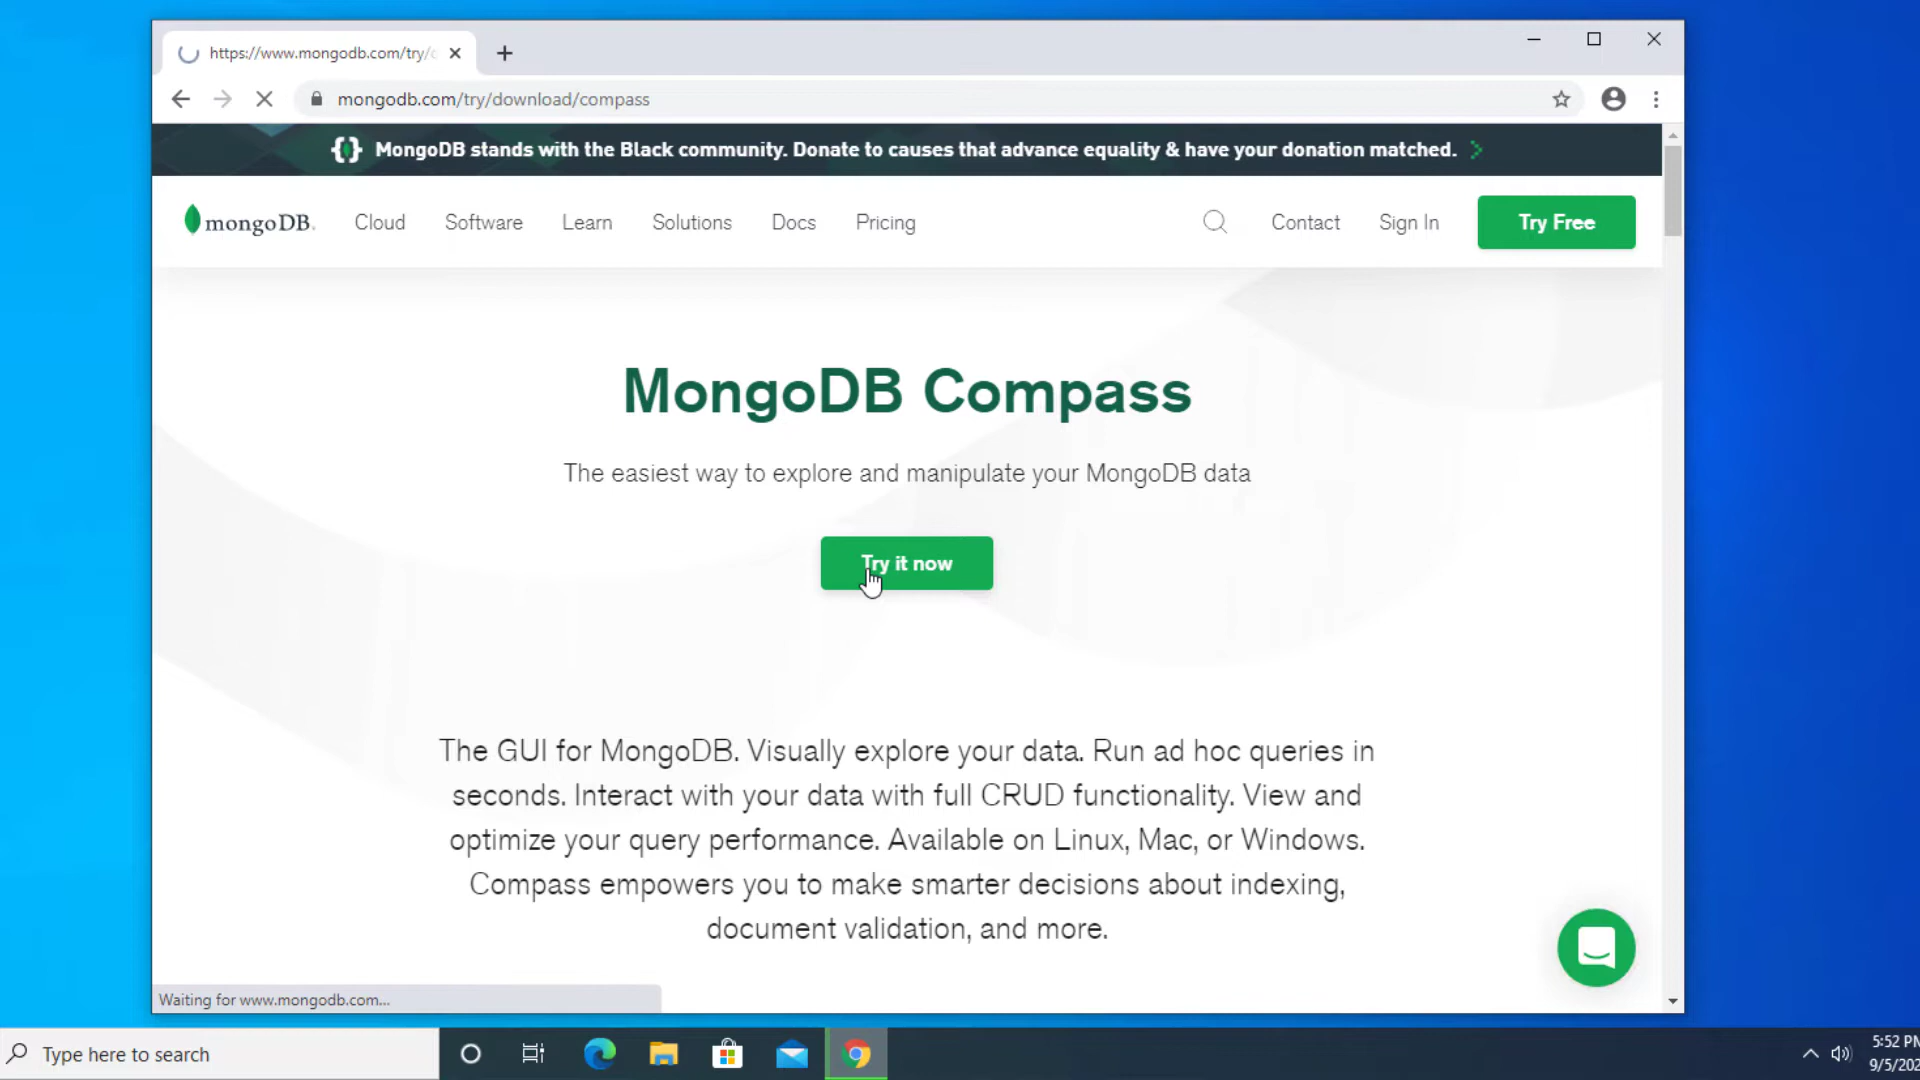 https://www.mongodb.com/try/
mongodb.com/try/download/compass
MongoDB stands with the Black community. Donate to causes that advance equality & have your donation matched.
mongoDB. Cloud Software Learn Solutions Docs Pricing Contact Sign In Try Free
MongoDB Compass
The easiest way to explore and manipulate your MongoDB data
Try it now
The GUI for MongoDB. Visually explore your data. Run ad hoc queries in
seconds. Interact with your data with full CRUD functionality. View and
optimize your query performance. Available on Linux, Mac, or Windows.
Compass empowers you to make smarter decisions about indexing,
document validation, and more.
Waiting for www.mongodb.com...
Type here to search
5:52 PM
9/5/202